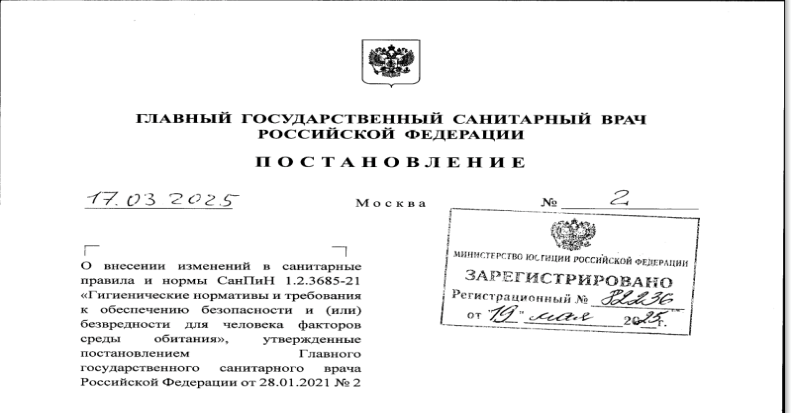 ГЛАВНЫЙ ГОСУДАРСТВЕННЫЙ САНИТАРНЫЙ ВРАЧ
РОССИЙСКОЙ ФЕДЕРАЦИИ
ПОСТАНОВЛЕНИЕ
17.03 2025 Москва № 2
МИНИСТЕРСТВО ЮСТИЦИИ РОССИЙСКОЙ ФЕДЕРАЦИИ
ЗАРЕГИСТРИРОВАНО
Регистрационный № 82236
от "19" мая 2025 г.
О внесении изменений в санитарные
правила и нормы СанПиН 1.2.3685-21
«Гигиенические нормативы и требования
к обеспечению безопасности и (или)
безвредности для человека факторов
среды обитания», утвержденные
постановлением Главного
государственного санитарного врача
Российской Федерации от 28.01.2021 № 2